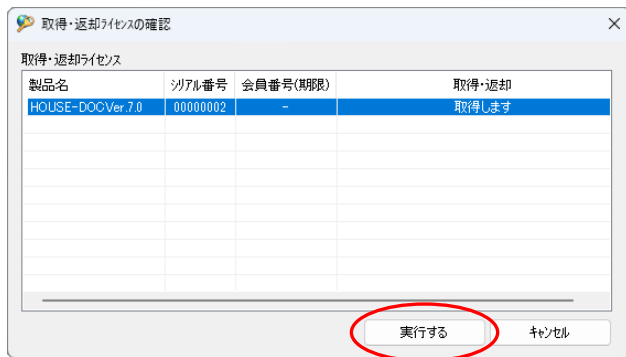 取得・返却ﾗｲｾﾝｽの確認
取得・返却ﾗｲｾﾝｽ
製品名 ｼﾘｱﾙ番号 会員番号(期限) 取得・返却
HOUSE-DOCVer.7.0 00000002 - 取得します
実行する ｷｬﾝｾﾙ